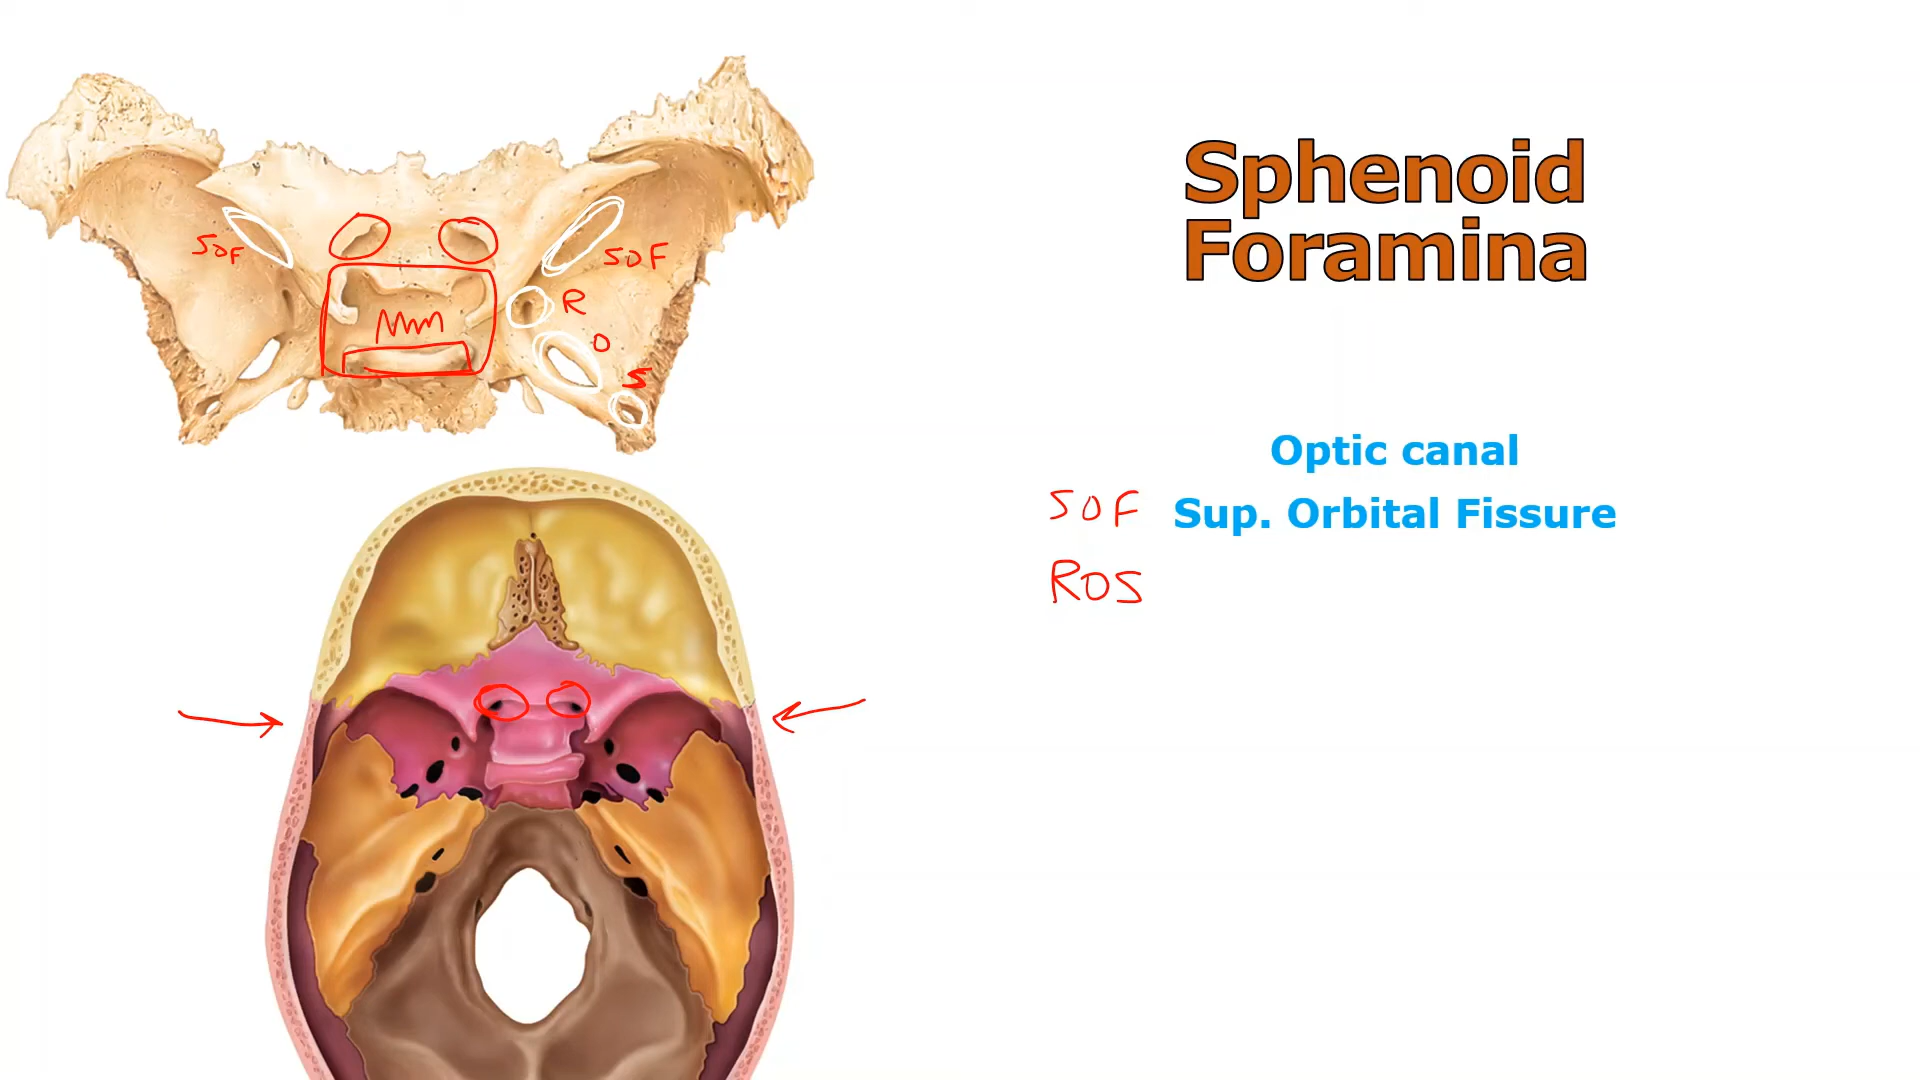 Sphenoid
Foramina
SOF
SOF
R
O
S
Optic canal
SOF Sup. Orbital Fissure
ROS